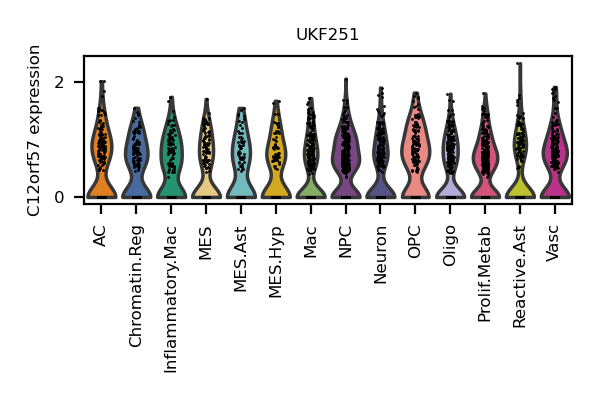 UKF251
C12orf57 expression
2
0
AC
Chromatin.Reg
Inflammatory.Mac
MES
MES.Ast
MES.Hyp
Mac
NPC
Neuron
OPC
Oligo
Prolif.Metab
Reactive.Ast
Vasc